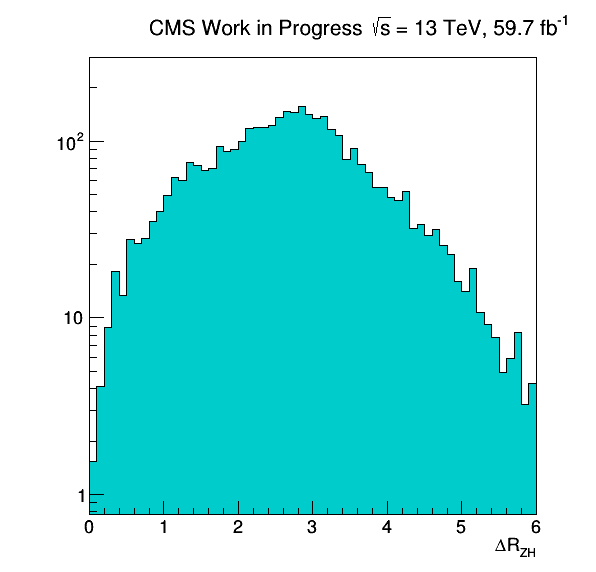 CMS Work in Progress √s = 13 TeV, 59.7 fb⁻¹
10²
10
1
0 1 2 3 4 5 6
ΔR_ZH